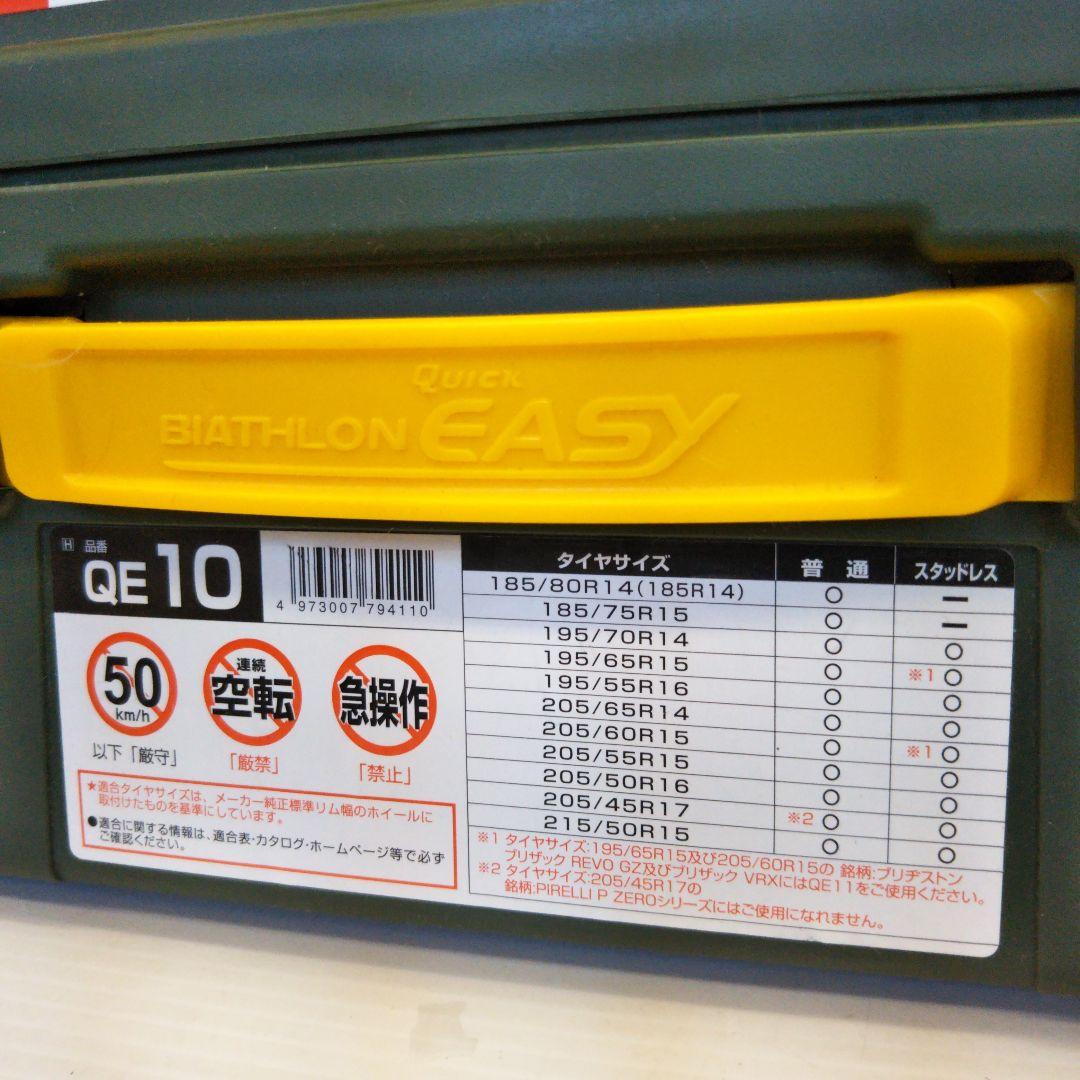 Quick
BIATHLON EASY
H 品番
QE10
4 973007 794110
50
km/h
以下「厳守」
連続
空転
「厳禁」
急操作
「禁止」
★適合タイヤサイズは、メーカー純正標準リム幅のホイールに
取付けたものを基準にしています。
●適合に関する情報は、適合表・カタログ・ホームページ等で必ず
ご確認ください。
タイヤサイズ 普通 スタッドレス
185/80R14(185R14) ○ ー
185/75R15 ○ ー
195/70R14 ○ ○
195/65R15 ○ ※1 ○
195/55R16 ○ ○
205/65R14 ○ ○
205/60R15 ○ ※1 ○
205/55R15 ○ ○
205/50R16 ○ ○
205/45R17 ※2 ○ ○
215/50R15 ○ ○
※1 タイヤサイズ:195/65R15及び205/60R15の 銘柄:ブリヂストン
ブリザック REVO GZ及びブリザック VRXにはQE11をご使用ください。
※2 タイヤサイズ:205/45R17の
銘柄:PIRELLI P ZEROシリーズにはご使用になれません。